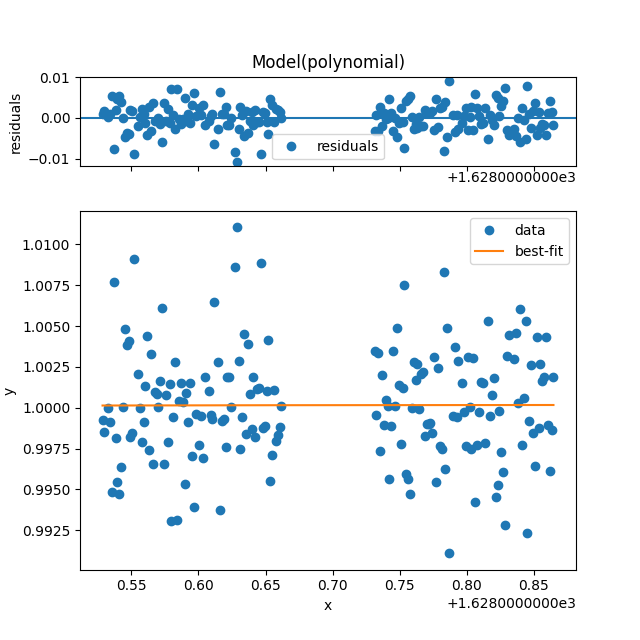 Model(polynomial)
0.01
0.00
−0.01
residuals
residuals
+1.6280000000e3
1.0100
1.0075
1.0050
1.0025
1.0000
0.9975
0.9950
0.9925
y
data
best-fit
0.55 0.60 0.65 0.70 0.75 0.80 0.85
x
+1.6280000000e3